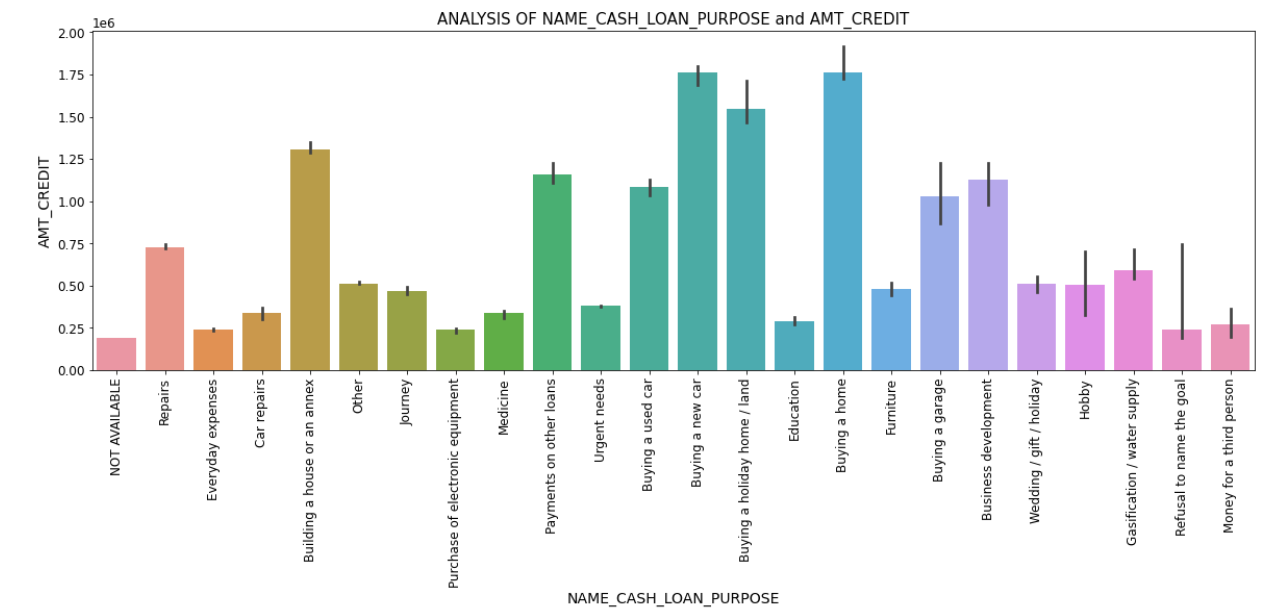 ANALYSIS OF NAME_CASH_LOAN_PURPOSE and AMT_CREDIT
1e6
2.00
1.75
1.50
1.25
1.00
0.75
0.50
0.25
0.00
AMT_CREDIT
NOT AVAILABLE
Repairs
Everyday expenses
Car repairs
Building a house or an annex
Other
Journey
Purchase of electronic equipment
Medicine
Payments on other loans
Urgent needs
Buying a used car
Buying a new car
Buying a holiday home / land
Education
Buying a home
Furniture
Buying a garage
Business development
Wedding / gift / holiday
Hobby
Gasification / water supply
Refusal to name the goal
Money for a third person
NAME_CASH_LOAN_PURPOSE